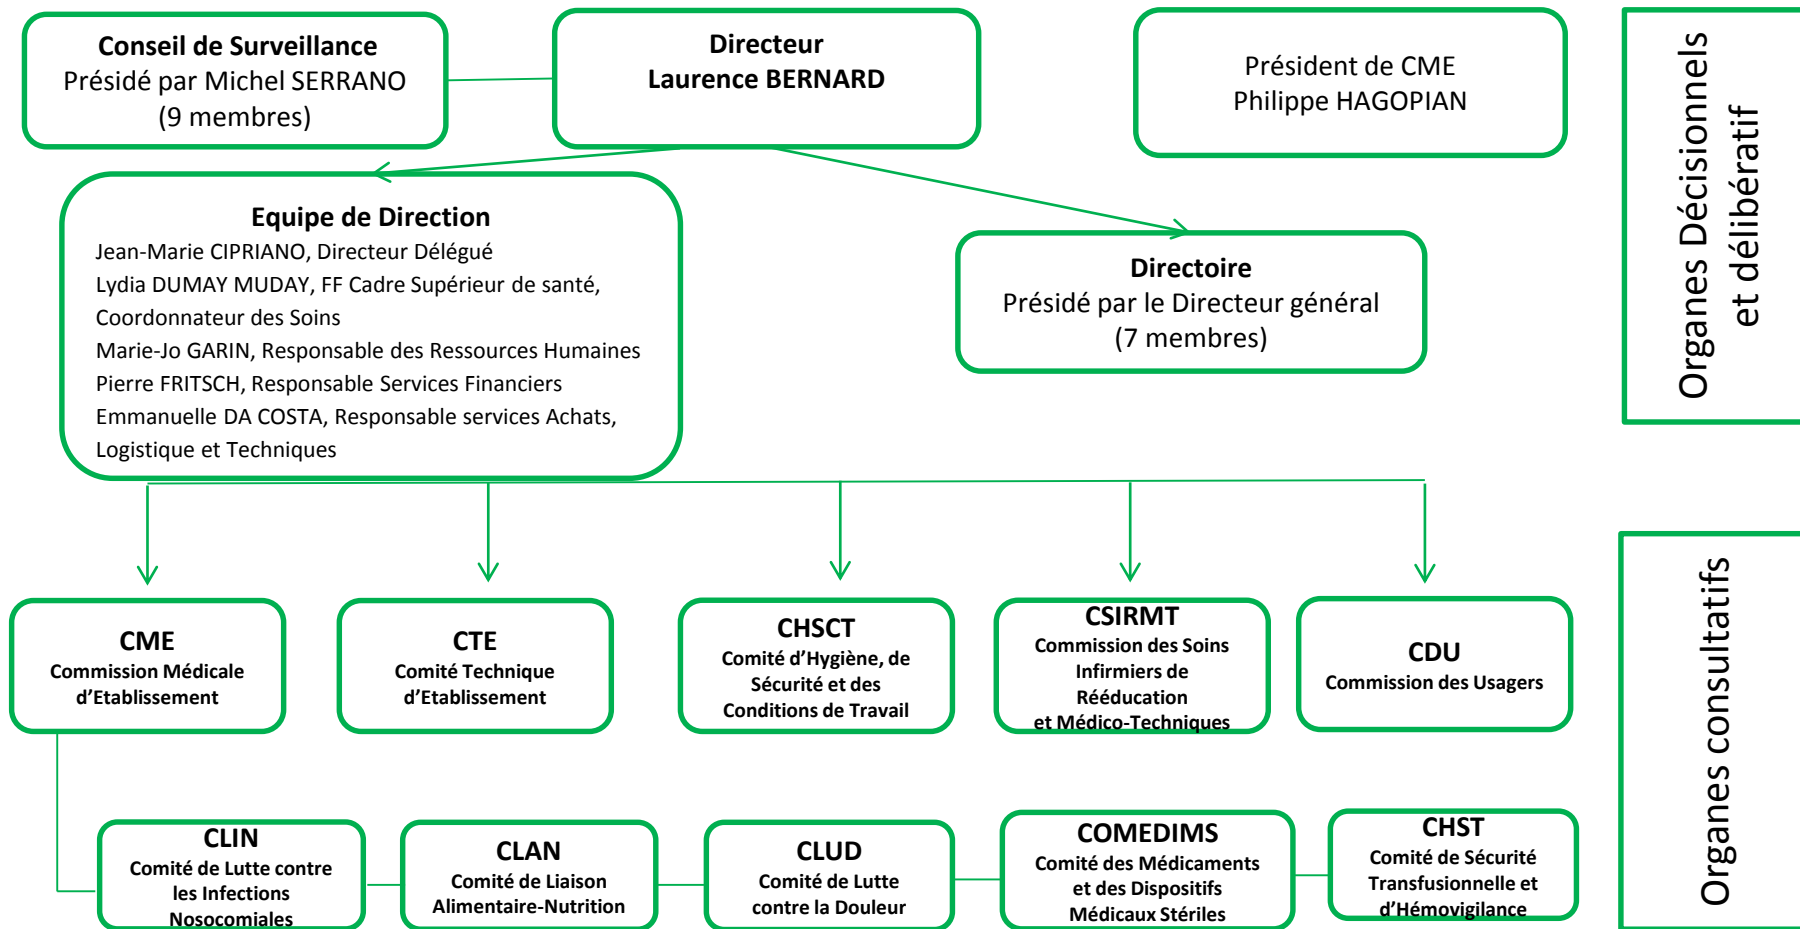 Conseil de Surveillance
Présidé par Michel SERRANO
(9 membres)
Directeur
Laurence BERNARD
Président de CME
Philippe HAGOPIAN
Organes Décisionnels
et délibératif
Equipe de Direction
Jean-Marie CIPRIANO, Directeur Délégué
Lydia DUMAY MUDAY, FF Cadre Supérieur de santé,
Coordonnateur des Soins
Marie-Jo GARIN, Responsable des Ressources Humaines
Pierre FRITSCH, Responsable Services Financiers
Emmanuelle DA COSTA, Responsable services Achats,
Logistique et Techniques
Directoire
Présidé par le Directeur général
(7 membres)
CME
Commission Médicale
d’Etablissement
CTE
Comité Technique
d’Etablissement
CHSCT
Comité d’Hygiène, de
Sécurité et des
Conditions de Travail
CSIRMT
Commission des Soins
Infirmiers de
Rééducation
et Médico-Techniques
CDU
Commission des Usagers
Organes consultatifs
CLIN
Comité de Lutte contre
les Infections
Nosocomiales
CLAN
Comité de Liaison
Alimentaire-Nutrition
CLUD
Comité de Lutte
contre la Douleur
COMEDIMS
Comité des Médicaments
et des Dispositifs
Médicaux Stériles
CHST
Comité de Sécurité
Transfusionnelle et
d’Hémovigilance